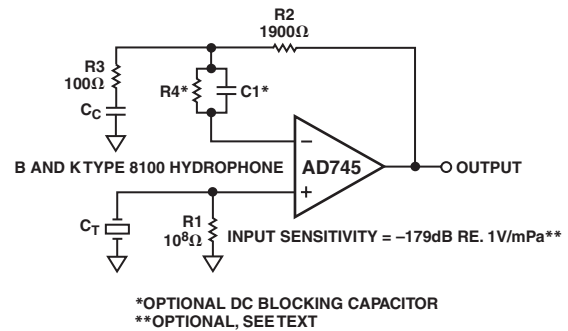 R2
1900Ω
R3
100Ω
R4*
C1*
CC
AD745
OUTPUT
B AND K TYPE 8100 HYDROPHONE
CT
R1
10⁸Ω
INPUT SENSITIVITY = –179dB RE. 1V/mPa**
*OPTIONAL DC BLOCKING CAPACITOR
**OPTIONAL, SEE TEXT